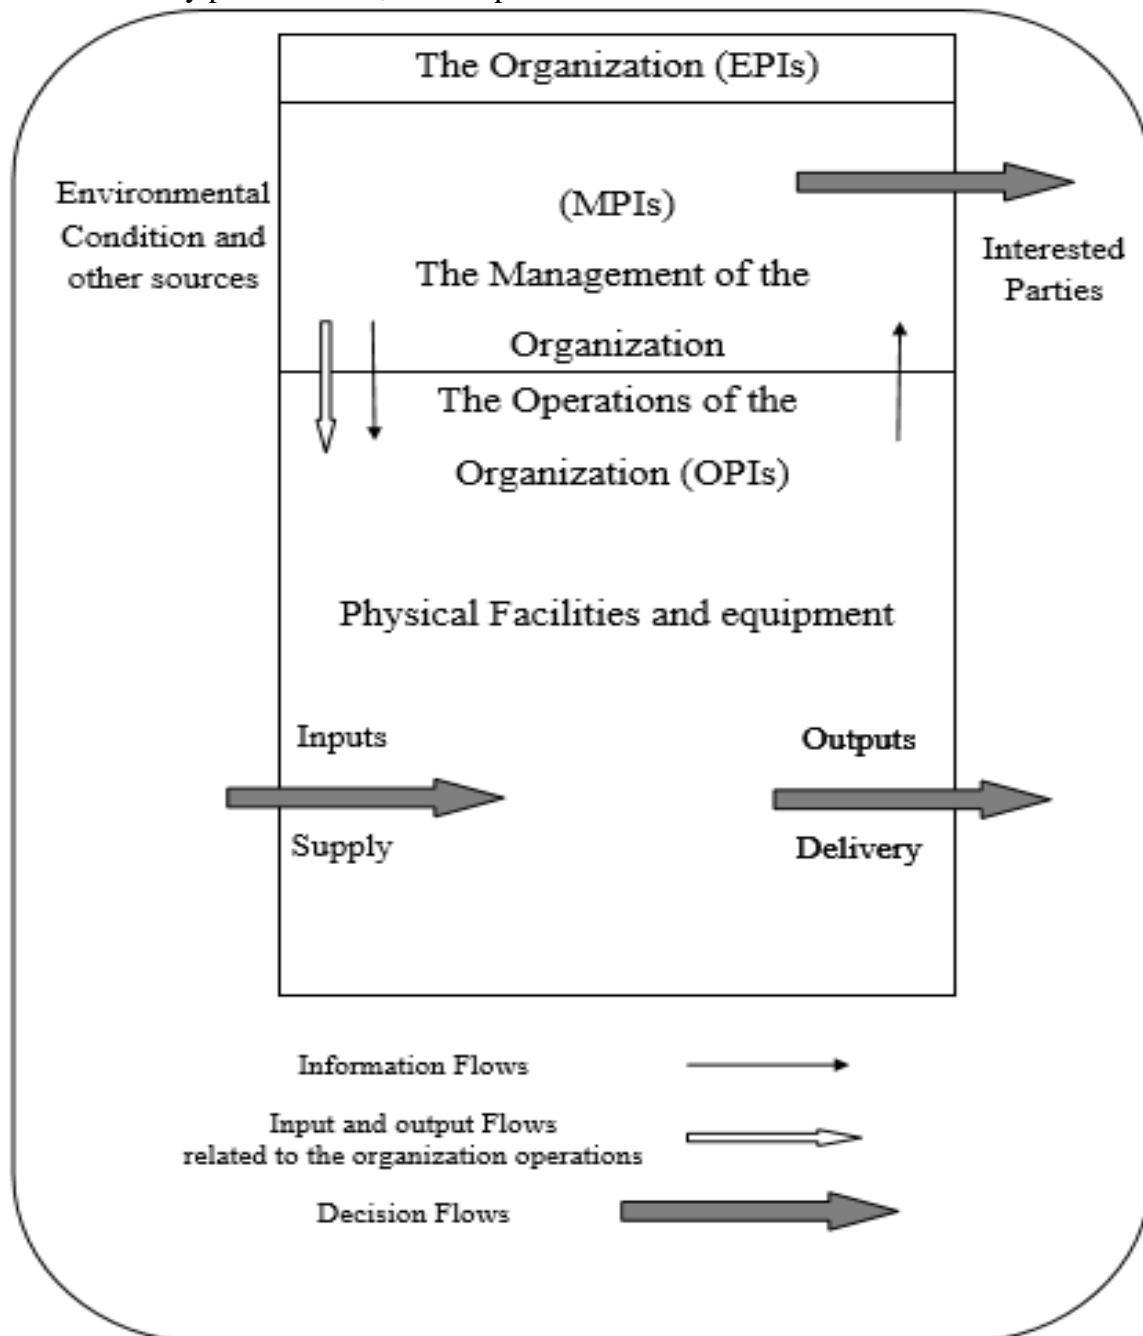 The Organization (EPIs)
Environmental
Condition and
other sources
(MPIs)
The Management of the
Organization
Interested
Parties
The Operations of the
Organization (OPIs)
Physical Facilities and equipment
Inputs
Outputs
Supply
Delivery
Information Flows
Input and output Flows
related to the organization operations
Decision Flows